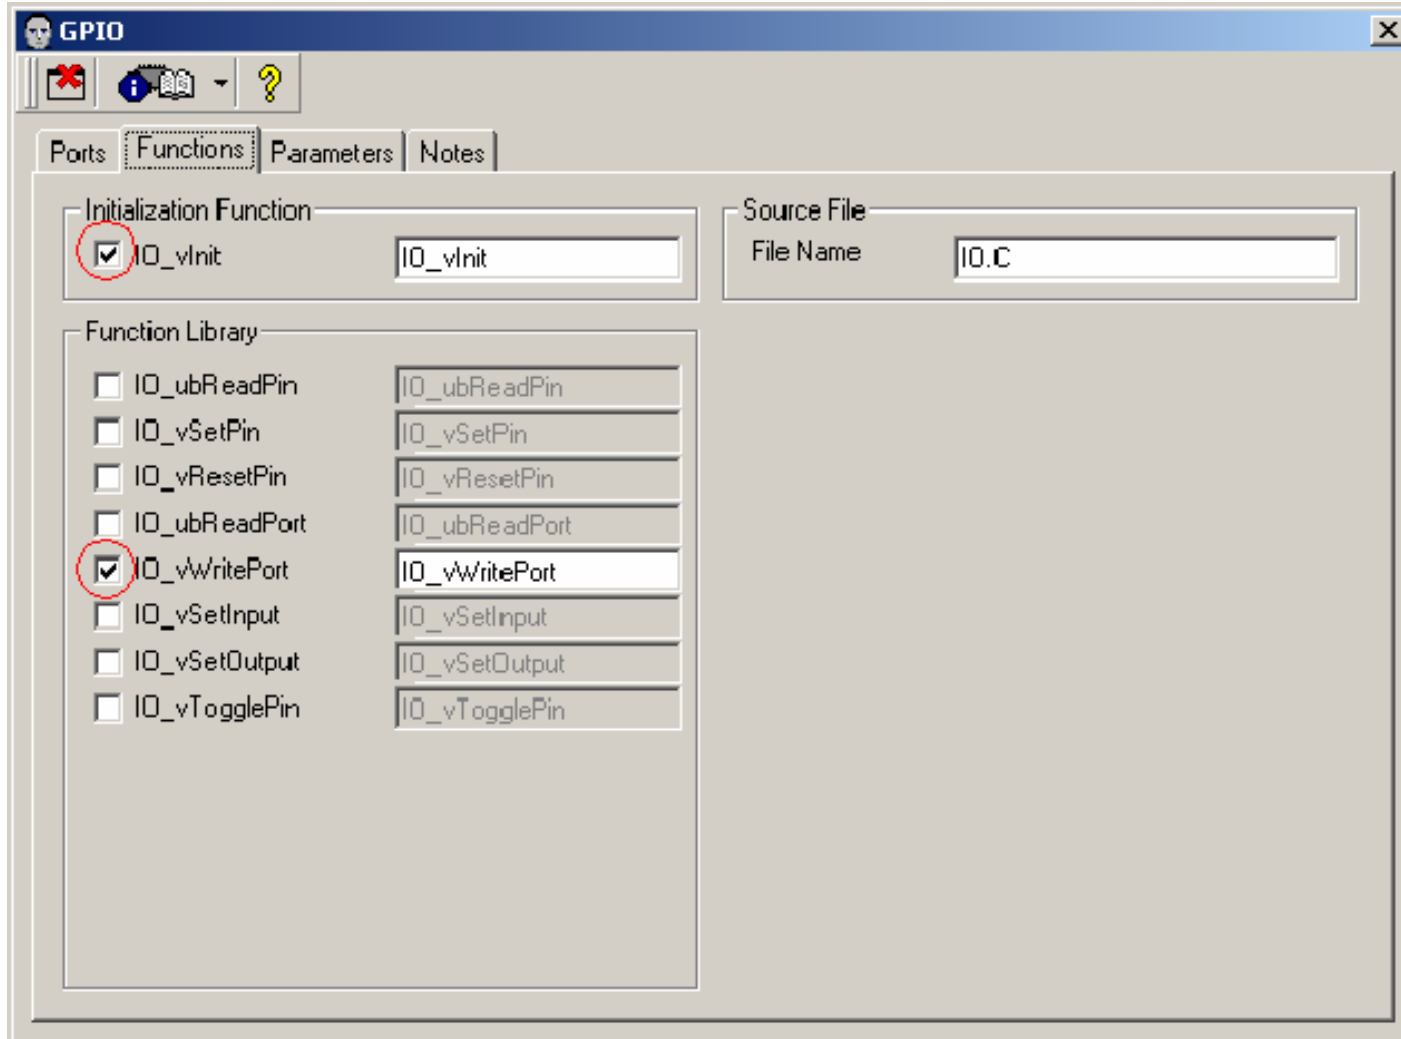 GPIO
Ports Functions Parameters Notes
Initialization Function
IO_vInit IO_vInit
Source File
File Name IO.C
Function Library
IO_ubReadPin IO_ubReadPin
IO_vSetPin IO_vSetPin
IO_vResetPin IO_vResetPin
IO_ubReadPort IO_ubReadPort
IO_vWritePort IO_vWritePort
IO_vSetInput IO_vSetInput
IO_vSetOutput IO_vSetOutput
IO_vTogglePin IO_vTogglePin